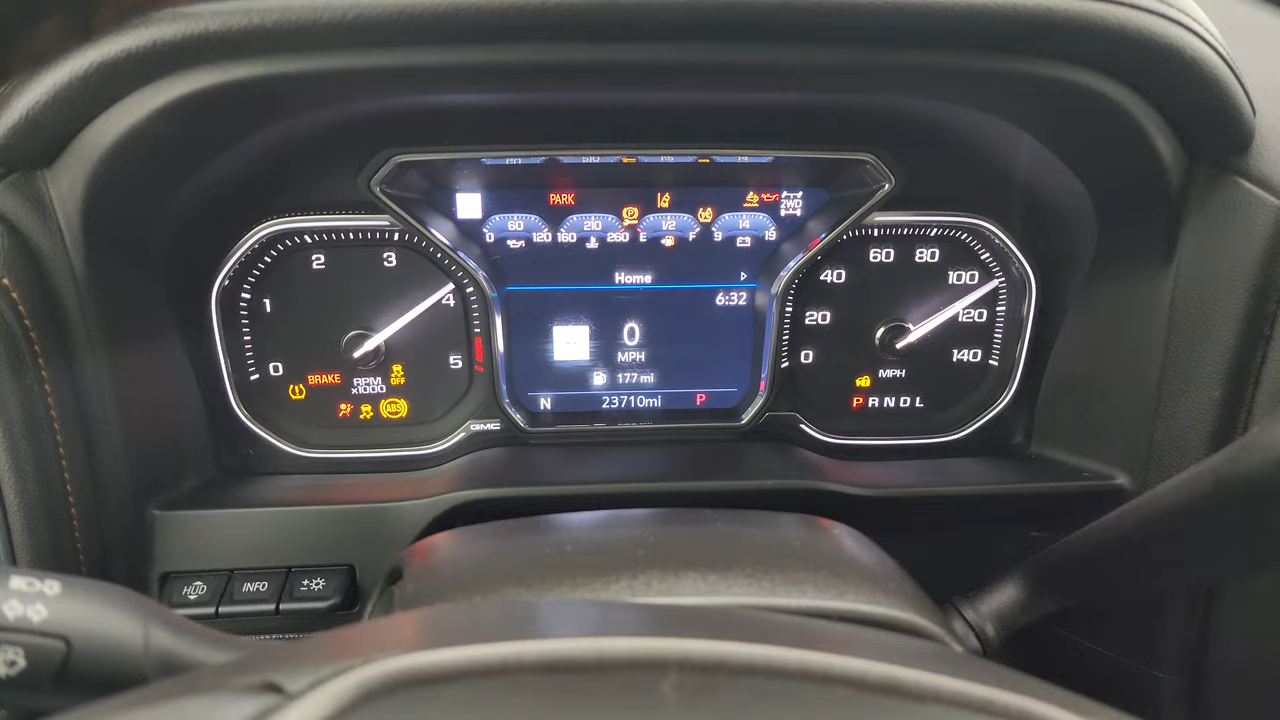 PARK
2WD
60
0 120
210
160 260
1/2
E F
14
9 19
Home
6:32
0
MPH
177 mi
N 23710mi P
0 1 2 3 4 5
BRAKE
RPM
x1000
OFF
ABS
GMC
0 20 40 60 80 100 120 140
MPH
P R N D L
HUD
INFO